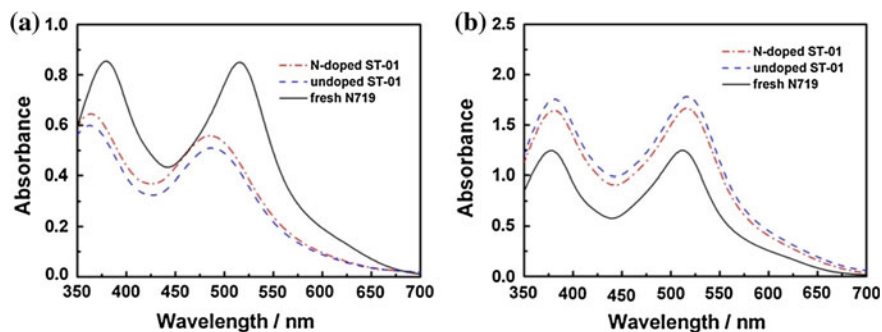 (a)
1.0
0.8
0.6
0.4
0.2
0.0
Absorbance
N-doped ST-01
undoped ST-01
fresh N719
350 400 450 500 550 600 650 700
Wavelength / nm
(b)
2.5
2.0
1.5
1.0
0.5
0.0
Absorbance
N-doped ST-01
undoped ST-01
fresh N719
350 400 450 500 550 600 650 700
Wavelength / nm